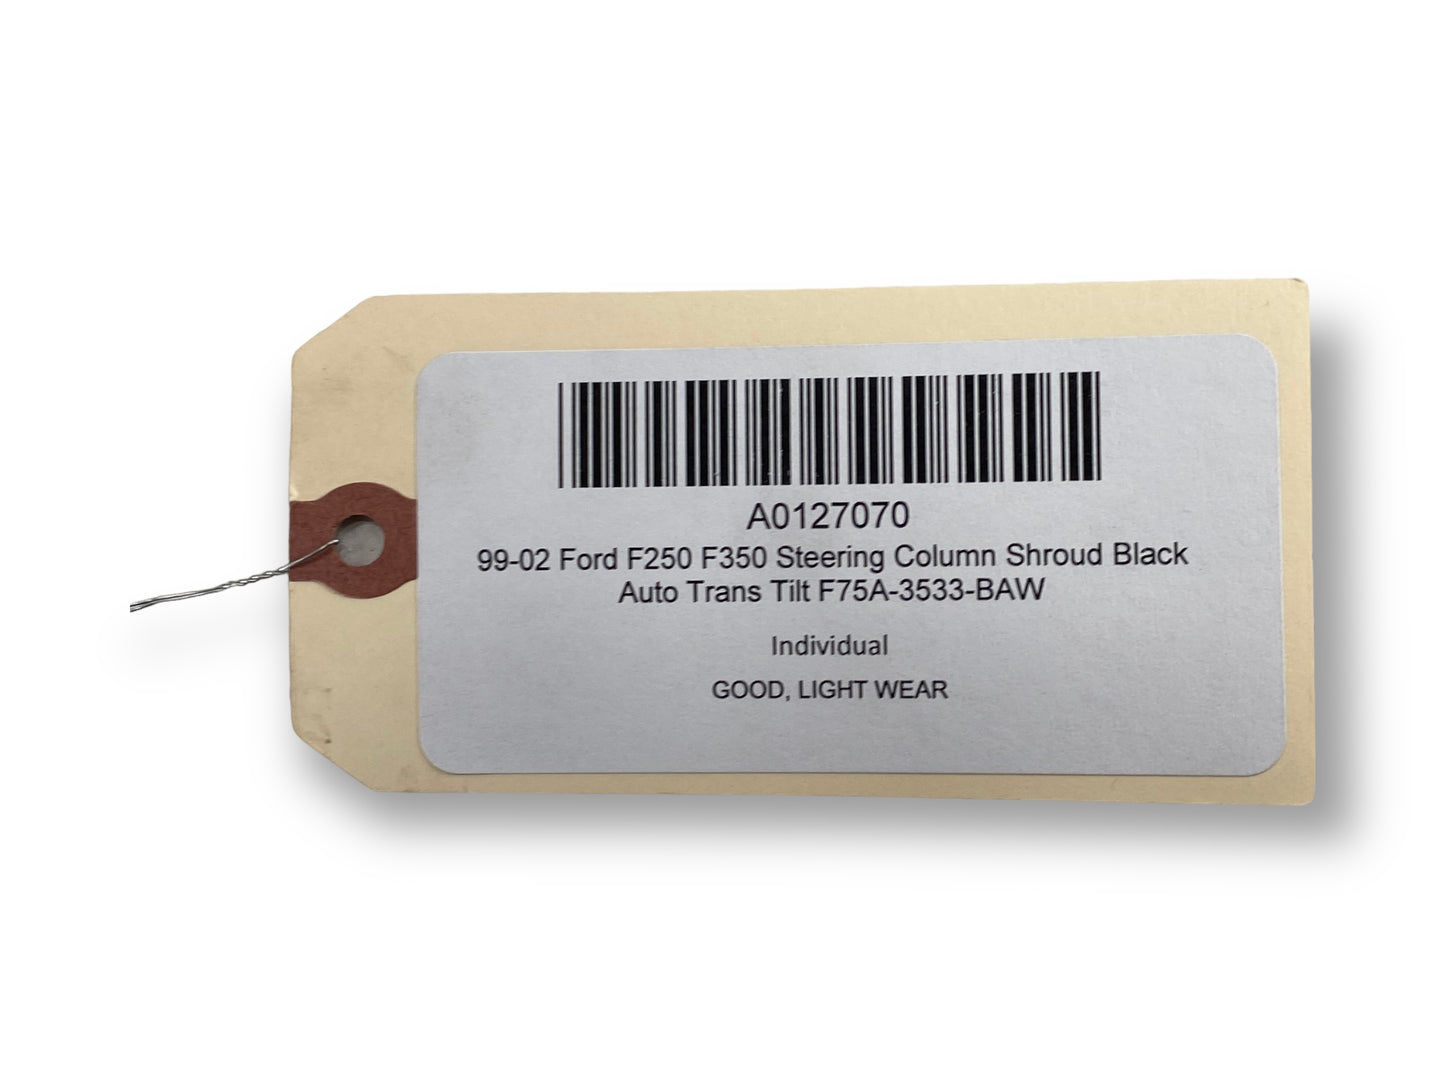 A0127070
99-02 Ford F250 F350 Steering Column Shroud Black
Auto Trans Tilt F75A-3533-BAW
Individual
GOOD, LIGHT WEAR